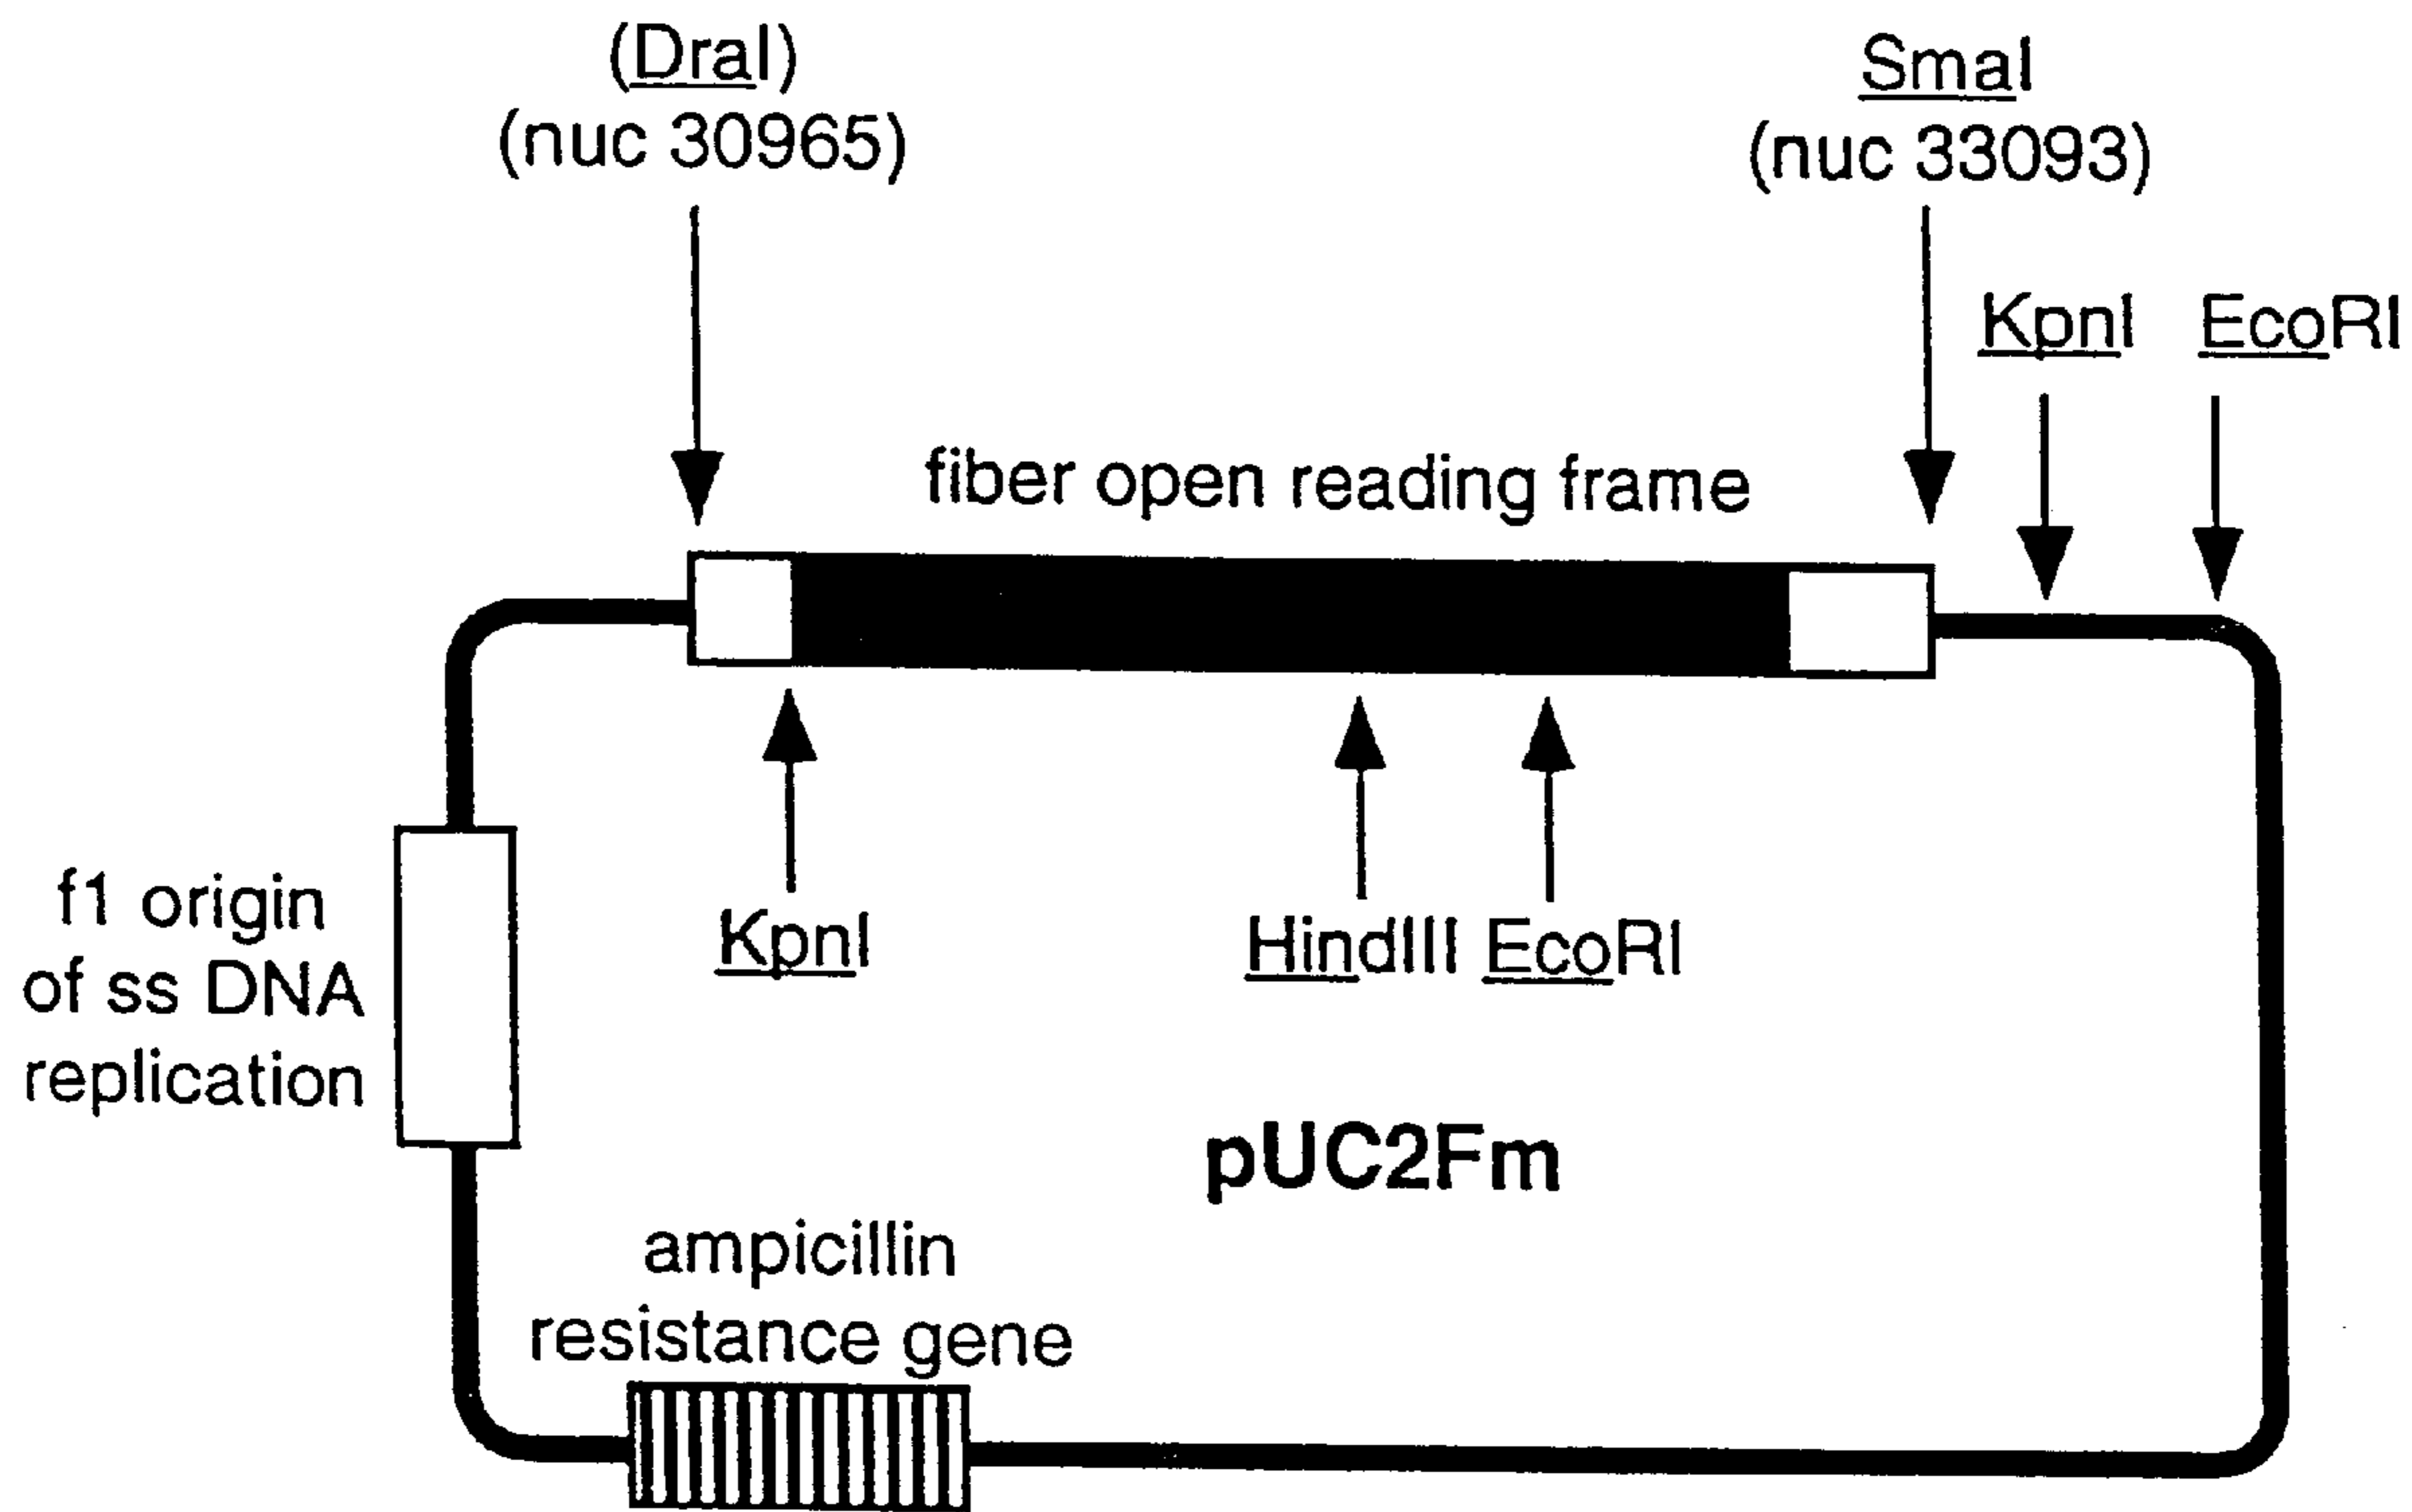 (DraI)
(nuc 30965)
SmaI
(nuc 33093)
KpnI
EcoRI
fiber open reading frame
KpnI
HindIII
EcoRI
f1 origin
of ss DNA
replication
pUC2Fm
ampicillin
resistance gene